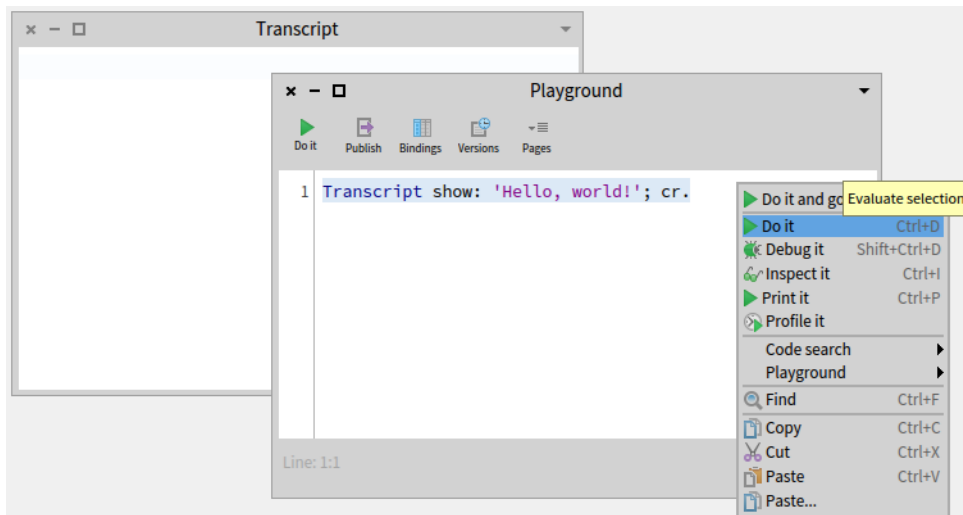 Transcript
Playground
Do it
Publish
Bindings
Versions
Pages
1 Transcript show: 'Hello, world!'; cr.
Do it and go
Evaluate selection
Do it Ctrl+D
Debug it Shift+Ctrl+D
Inspect it Ctrl+I
Print it Ctrl+P
Profile it
Code search
Playground
Find Ctrl+F
Copy Ctrl+C
Cut Ctrl+X
Paste Ctrl+V
Paste...
Line: 1:1